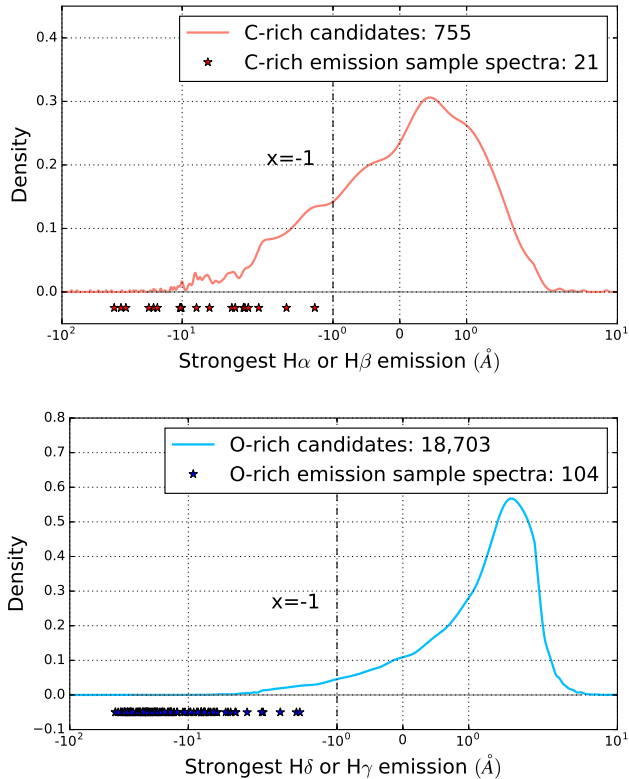 C-rich candidates: 755
C-rich emission sample spectra: 21
0.4
0.3
0.2
0.1
0.0
Density
x=-1
-10²
-10¹
-10⁰
0
10⁰
10¹
Strongest Hα or Hβ emission (Å)
O-rich candidates: 18,703
O-rich emission sample spectra: 104
0.8
0.7
0.6
0.5
0.4
0.3
0.2
0.1
0.0
−0.1
Density
x=-1
-10²
-10¹
-10⁰
0
10⁰
10¹
Strongest Hδ or Hγ emission (Å)